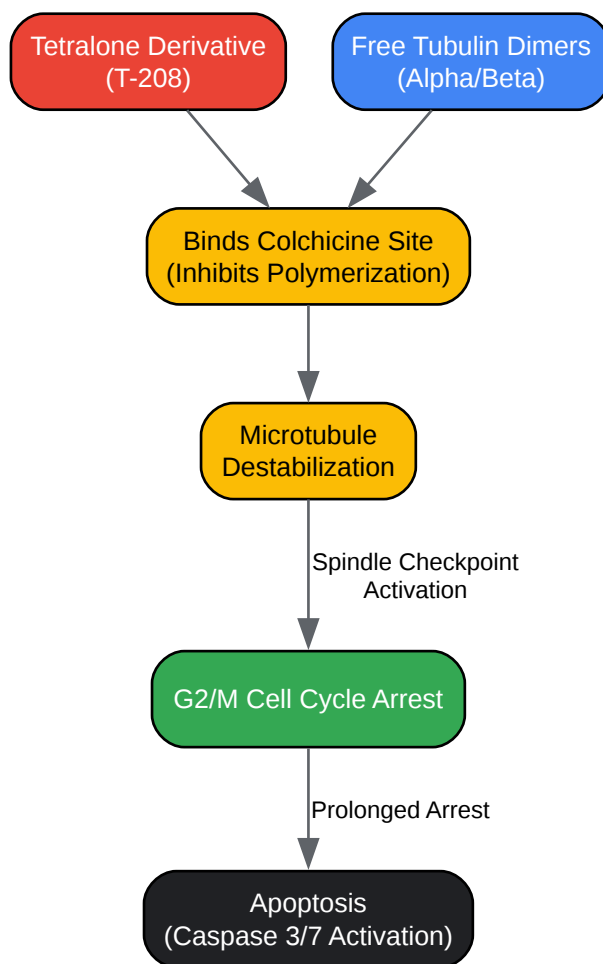 Tetralone Derivative
(T-208)
Free Tubulin Dimers
(Alpha/Beta)
Binds Colchicine Site
(Inhibits Polymerization)
Microtubule
Destabilization
Spindle Checkpoint
Activation
G2/M Cell Cycle Arrest
Prolonged Arrest
Apoptosis
(Caspase 3/7 Activation)